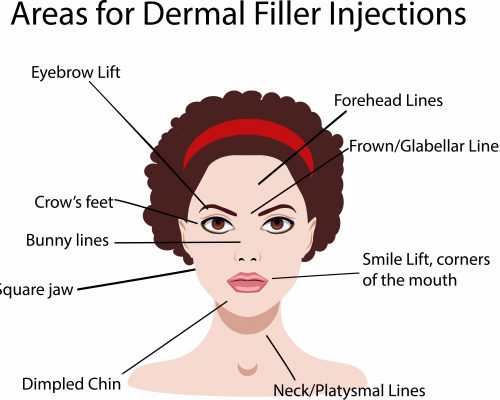 Areas for Dermal Filler Injections
Eyebrow Lift
Forehead Lines
Frown/Glabellar Line
Crow's feet
Bunny lines
Smile Lift, corners
of the mouth
Square jaw
Dimpled Chin
Neck/Platysmal Lines